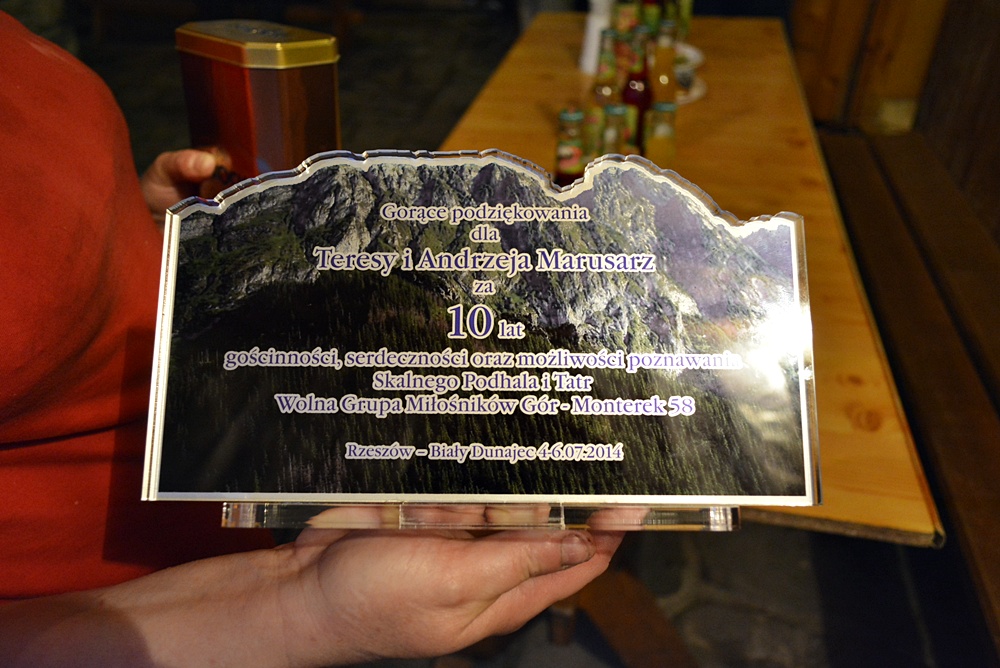 Gorące podziękowania
dla
Teresy i Andrzeja Marusarz
za
10 lat
gościnności, serdeczności oraz możliwości poznawania
Skalnego Podhala i Tatr
Wolna Grupa Miłośników Gór - Monterek 58
Rzeszów – Biały Dunajec 4-6.07.2014